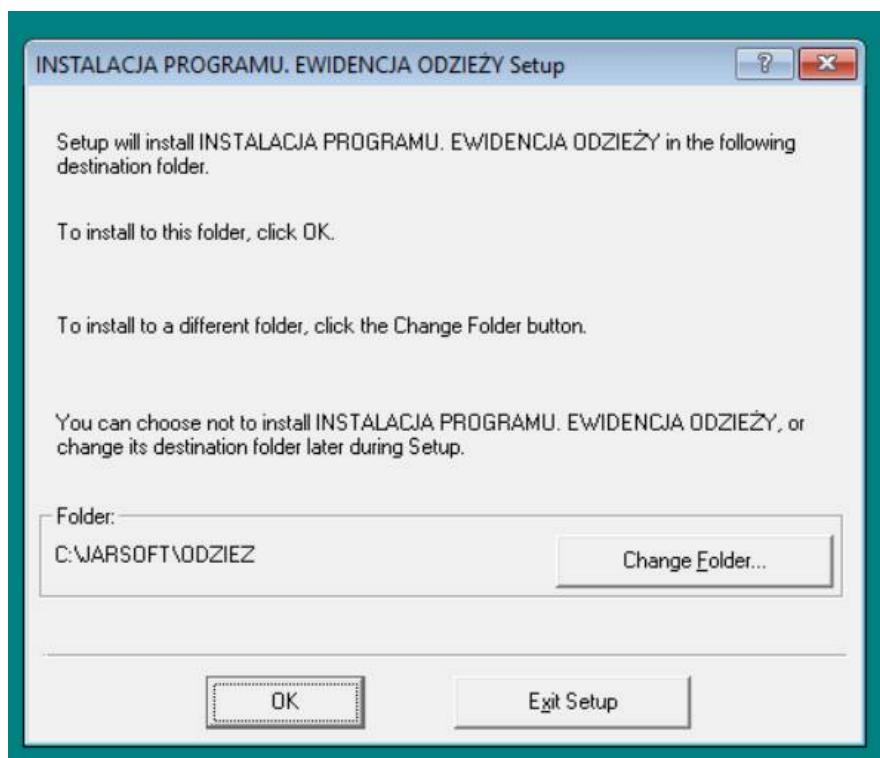 INSTALACJA PROGRAMU. EWIDENCJA ODZIEŻY Setup
Setup will install INSTALACJA PROGRAMU. EWIDENCJA ODZIEŻY in the following
destination folder.
To install to this folder, click OK.
To install to a different folder, click the Change Folder button.
You can choose not to install INSTALACJA PROGRAMU. EWIDENCJA ODZIEŻY, or
change its destination folder later during Setup.
Folder:
C:\JARSOFT\ODZIEZ
Change Folder...
OK
Exit Setup